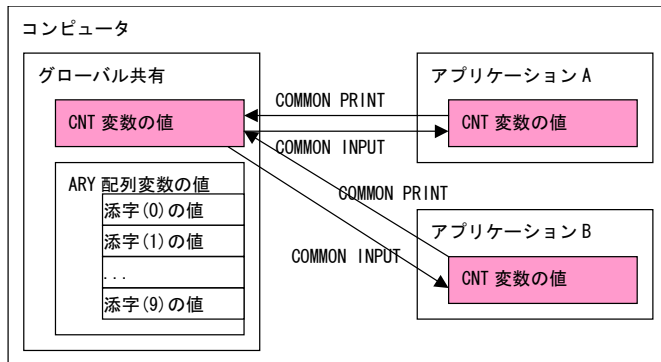 コンピュータ
グローバル共有
CNT 変数の値
ARY 配列変数の値
添字(0)の値
添字(1)の値
...
添字(9)の値
COMMON PRINT
COMMON INPUT
COMMON PRINT
COMMON INPUT
アプリケーション A
CNT 変数の値
アプリケーション B
CNT 変数の値